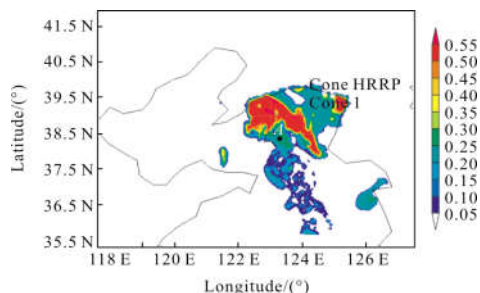 41.5 N
40.5 N
39.5 N
38.5 N
37.5 N
36.5 N
35.5 N
Latitude/(°)
Cone HRRP
Cone 1
0.55
0.50
0.45
0.40
0.35
0.30
0.25
0.20
0.15
0.10
0.05
118 E 120 E 122 E 124 E 126 E
Longitude/(°)